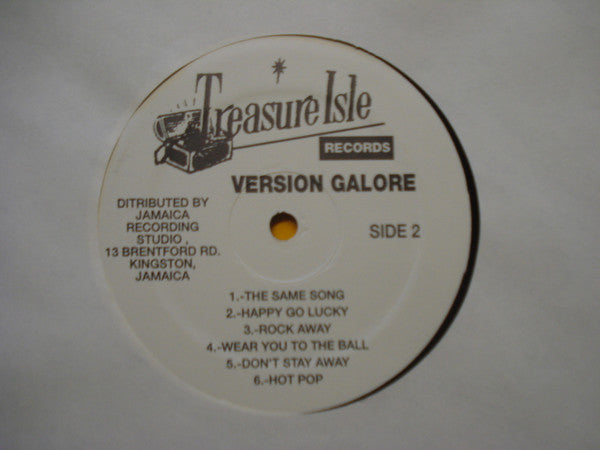 Treasure Isle
RECORDS
VERSION GALORE
DITRIBUTED BY
JAMAICA
RECORDING
STUDIO ,
13 BRENTFORD RD.
KINGSTON,
JAMAICA
SIDE 2
1.-THE SAME SONG
2.-HAPPY GO LUCKY
3.-ROCK AWAY
4.-WEAR YOU TO THE BALL
5.-DON'T STAY AWAY
6.-HOT POP